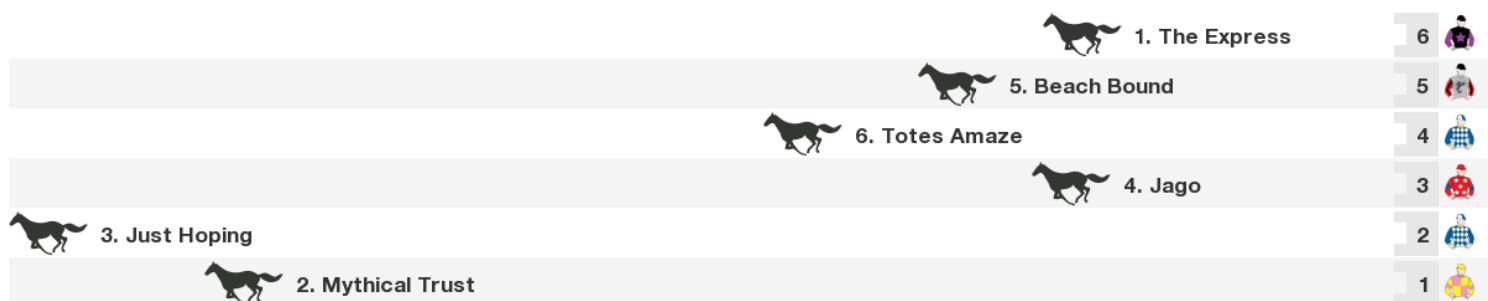 1. The Express 6
5. Beach Bound 5
6. Totes Amaze 4
4. Jago 3
3. Just Hoping 2
2. Mythical Trust 1